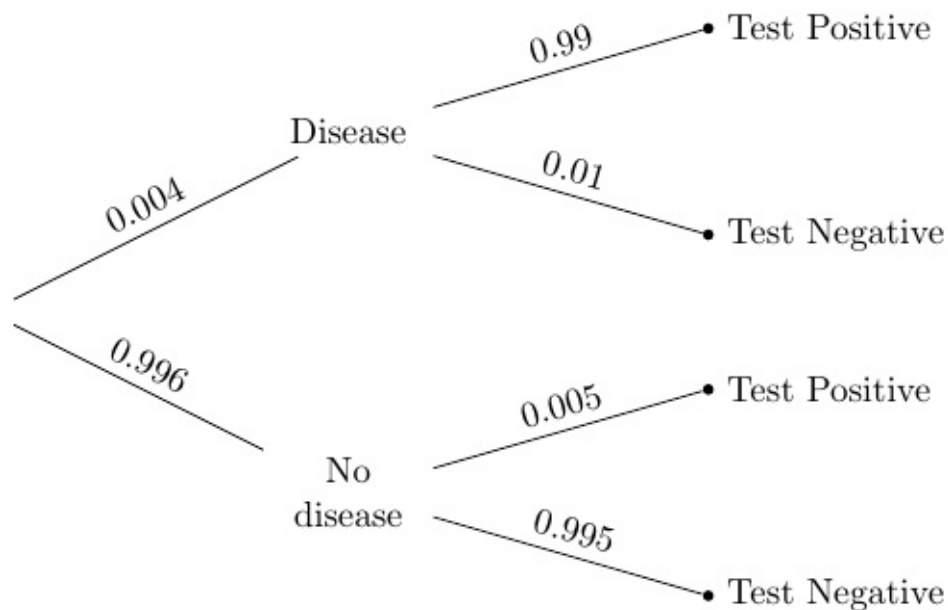 0.99
Test Positive
Disease
0.01
0.004
Test Negative
0.996
0.005
Test Positive
No
disease
0.995
Test Negative